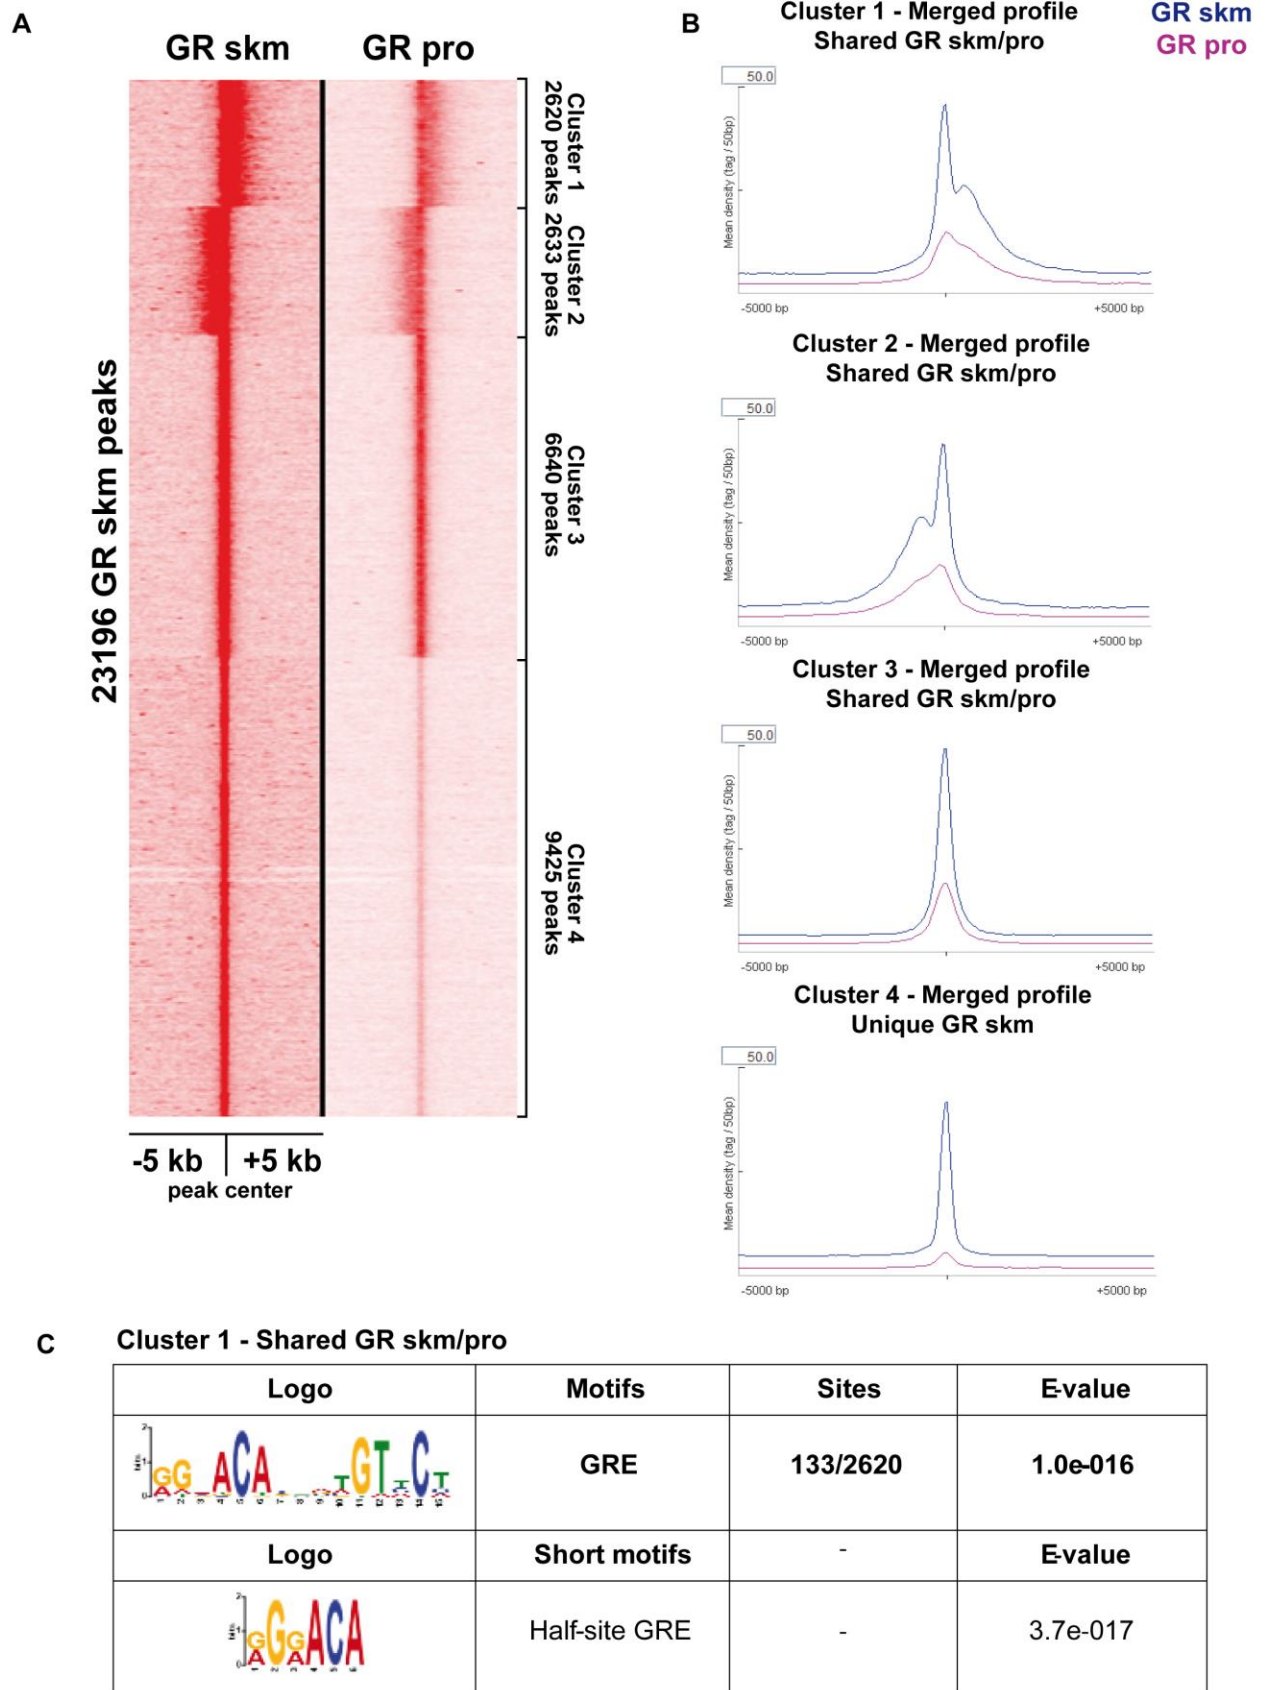 A
GR skm
GR pro
23196 GR skm peaks
Cluster 1
2620 peaks
Cluster 2
2633 peaks
Cluster 3
6640 peaks
Cluster 4
9425 peaks
-5 kb
+5 kb
peak center
B
Cluster 1 - Merged profile
Shared GR skm/pro
GR skm
GR pro
50.0
Mean density (tag / 50bp)
-5000 bp
+5000 bp
Cluster 2 - Merged profile
Shared GR skm/pro
50.0
Mean density (tag / 50bp)
-5000 bp
+5000 bp
Cluster 3 - Merged profile
Shared GR skm/pro
50.0
Mean density (tag / 50bp)
-5000 bp
+5000 bp
Cluster 4 - Merged profile
Unique GR skm
50.0
Mean density (tag / 50bp)
-5000 bp
+5000 bp
C
Cluster 1 - Shared GR skm/pro
Logo Motifs Sites E-value
GRE 133/2620 1.0e-016
Logo Short motifs - E-value
Half-site GRE - 3.7e-017